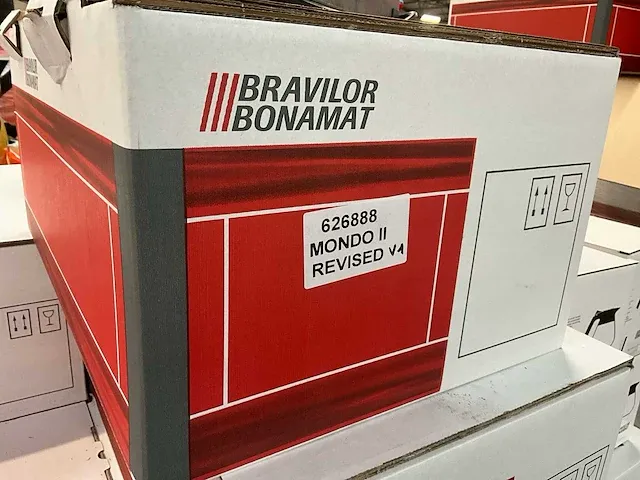 BRAVILOR
BONAMAT
626888
MONDO II
REVISED V4